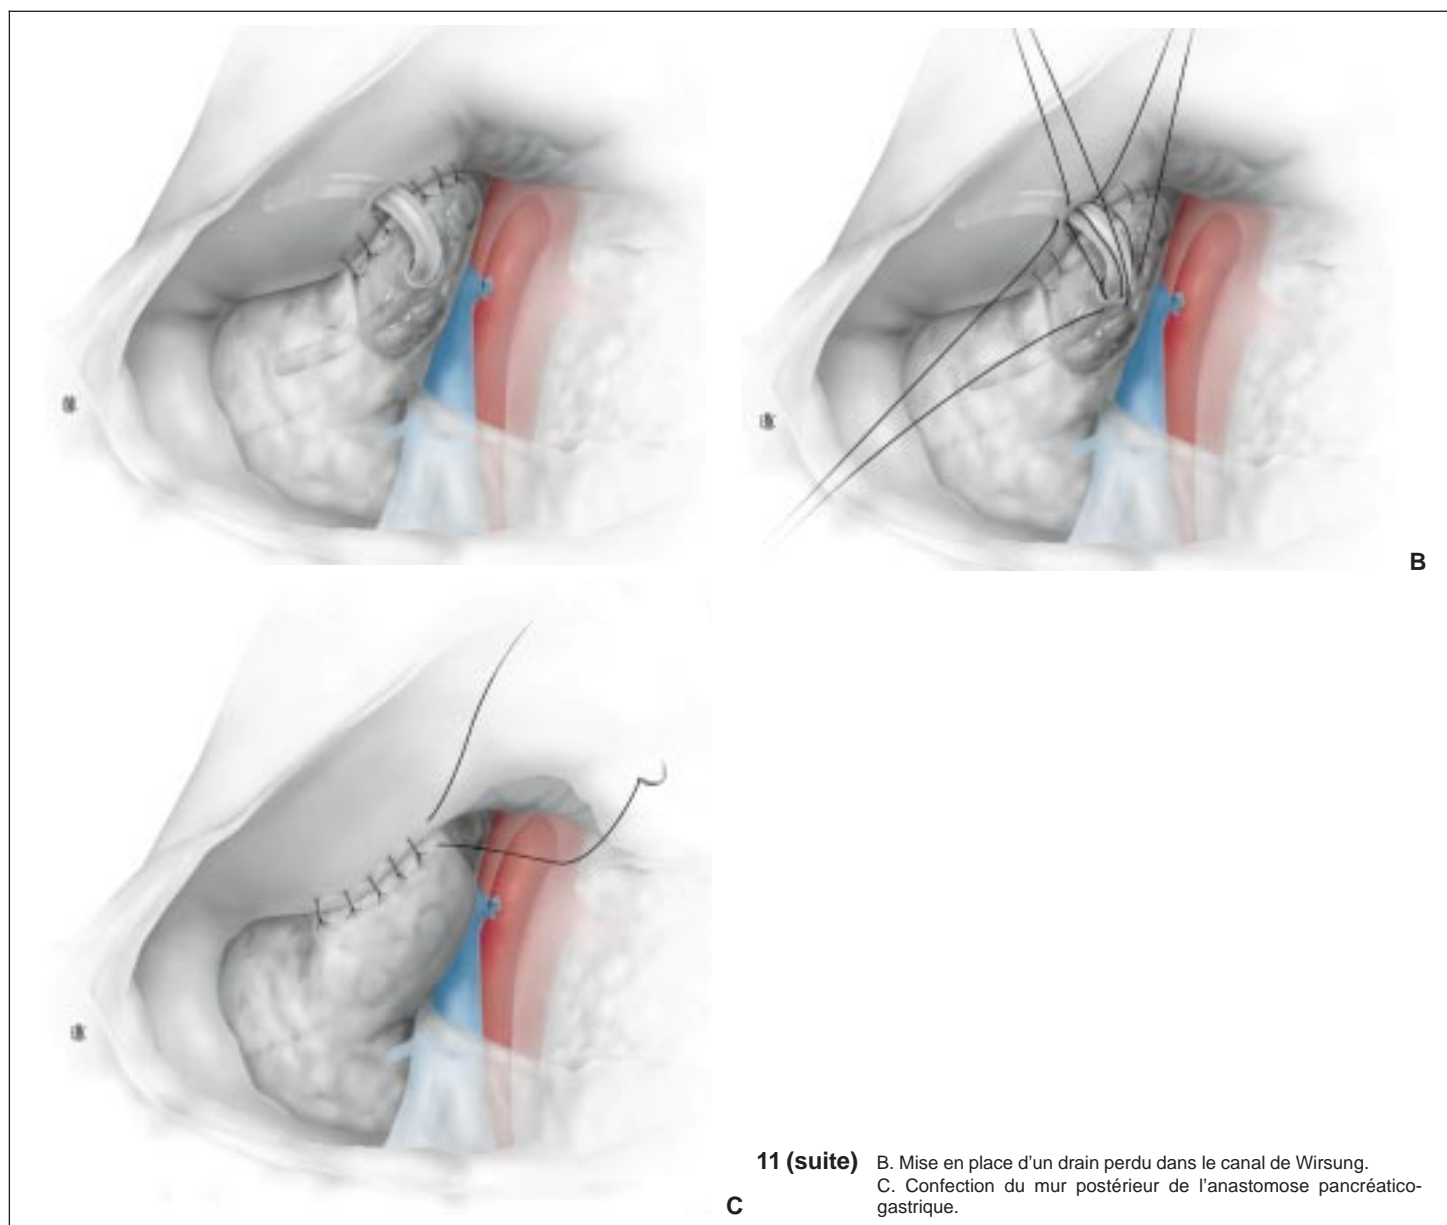 B
11 (suite) B. Mise en place d'un drain perdu dans le canal de Wirsung.
C. Confection du mur postérieur de l'anastomose pancréatico-
gastrique.
C